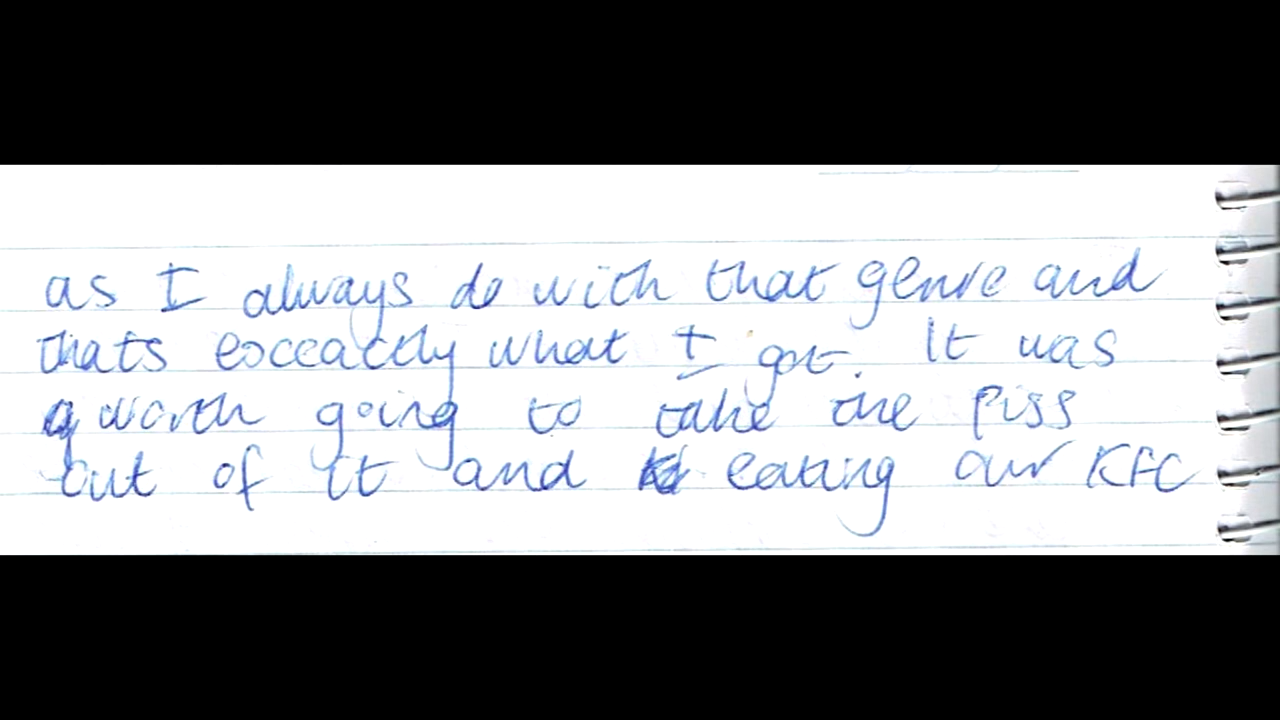 as I always do with that genre and
thats exceactly what I got. It was
worth going to take the piss
out of it and eating our KFC